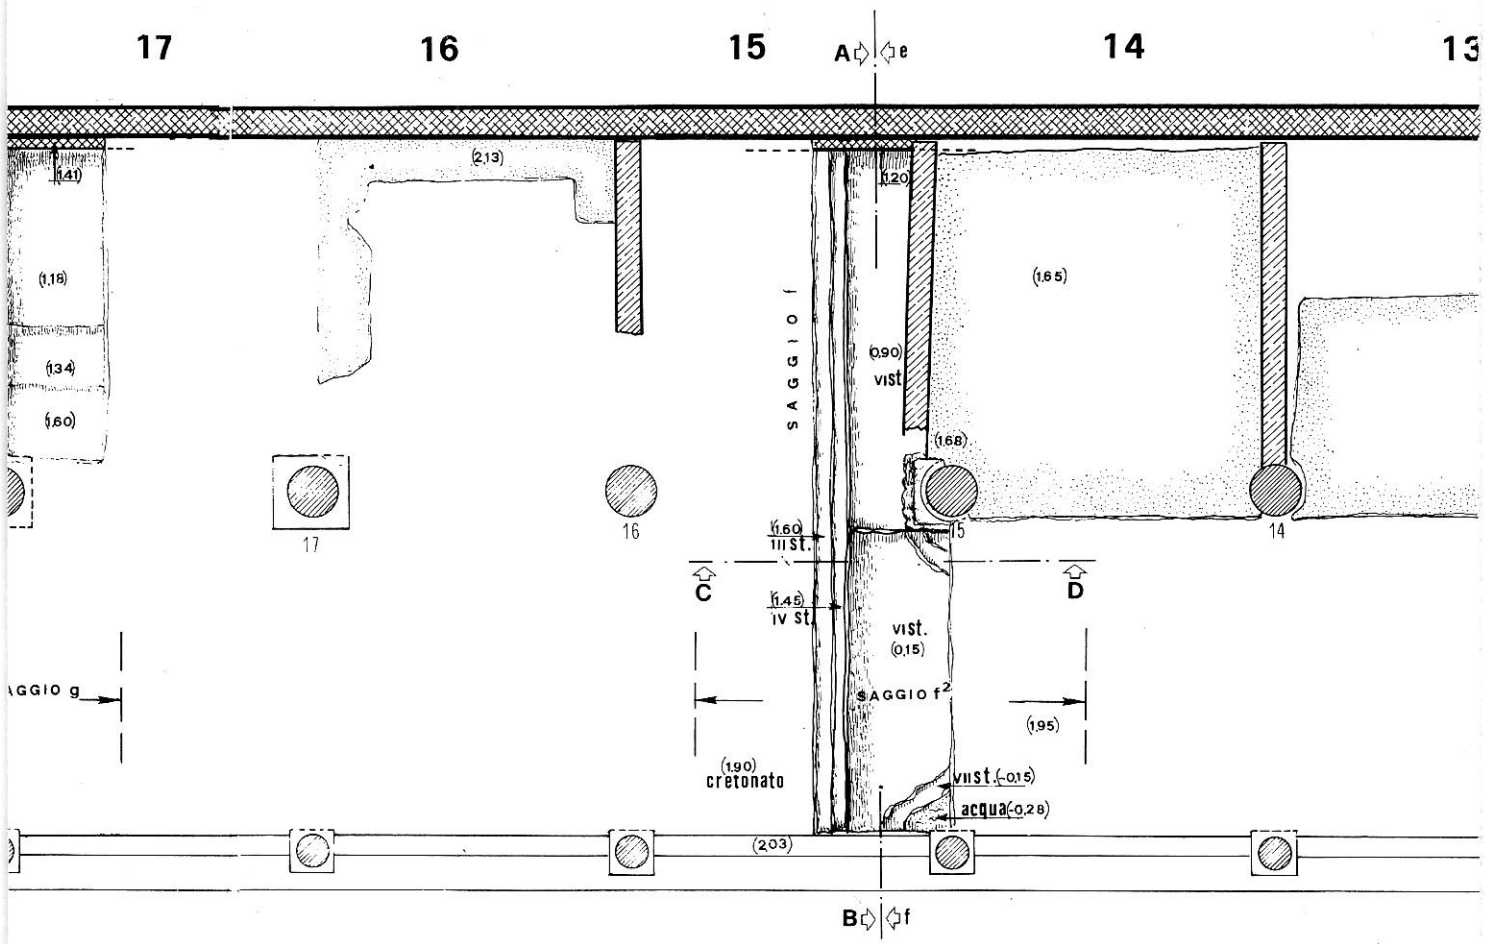 17 16 15 A e 14 13
(1.41)
(2.13)
(1.20)
(1.18)
(1.65)
SAGGIO f
(0.90)
VI st
(1.34)
(1.60)
(1.68)
17 16 15 14
(1.60)
III st.
C D
(1.45)
IV st.
VI st.
(0.15)
AGGIO g
SAGGIO f²
(1.95)
(1.90)
cretonato
VII st. (-0.15)
acqua (-0.28)
(2.03)
B f